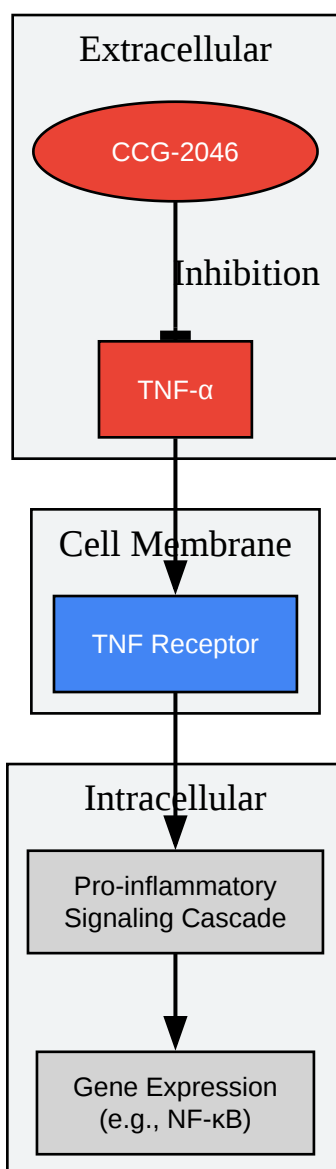 Extracellular
CCG-2046
Inhibition
TNF-α
Cell Membrane
TNF Receptor
Intracellular
Pro-inflammatory
Signaling Cascade
Gene Expression
(e.g., NF-κB)